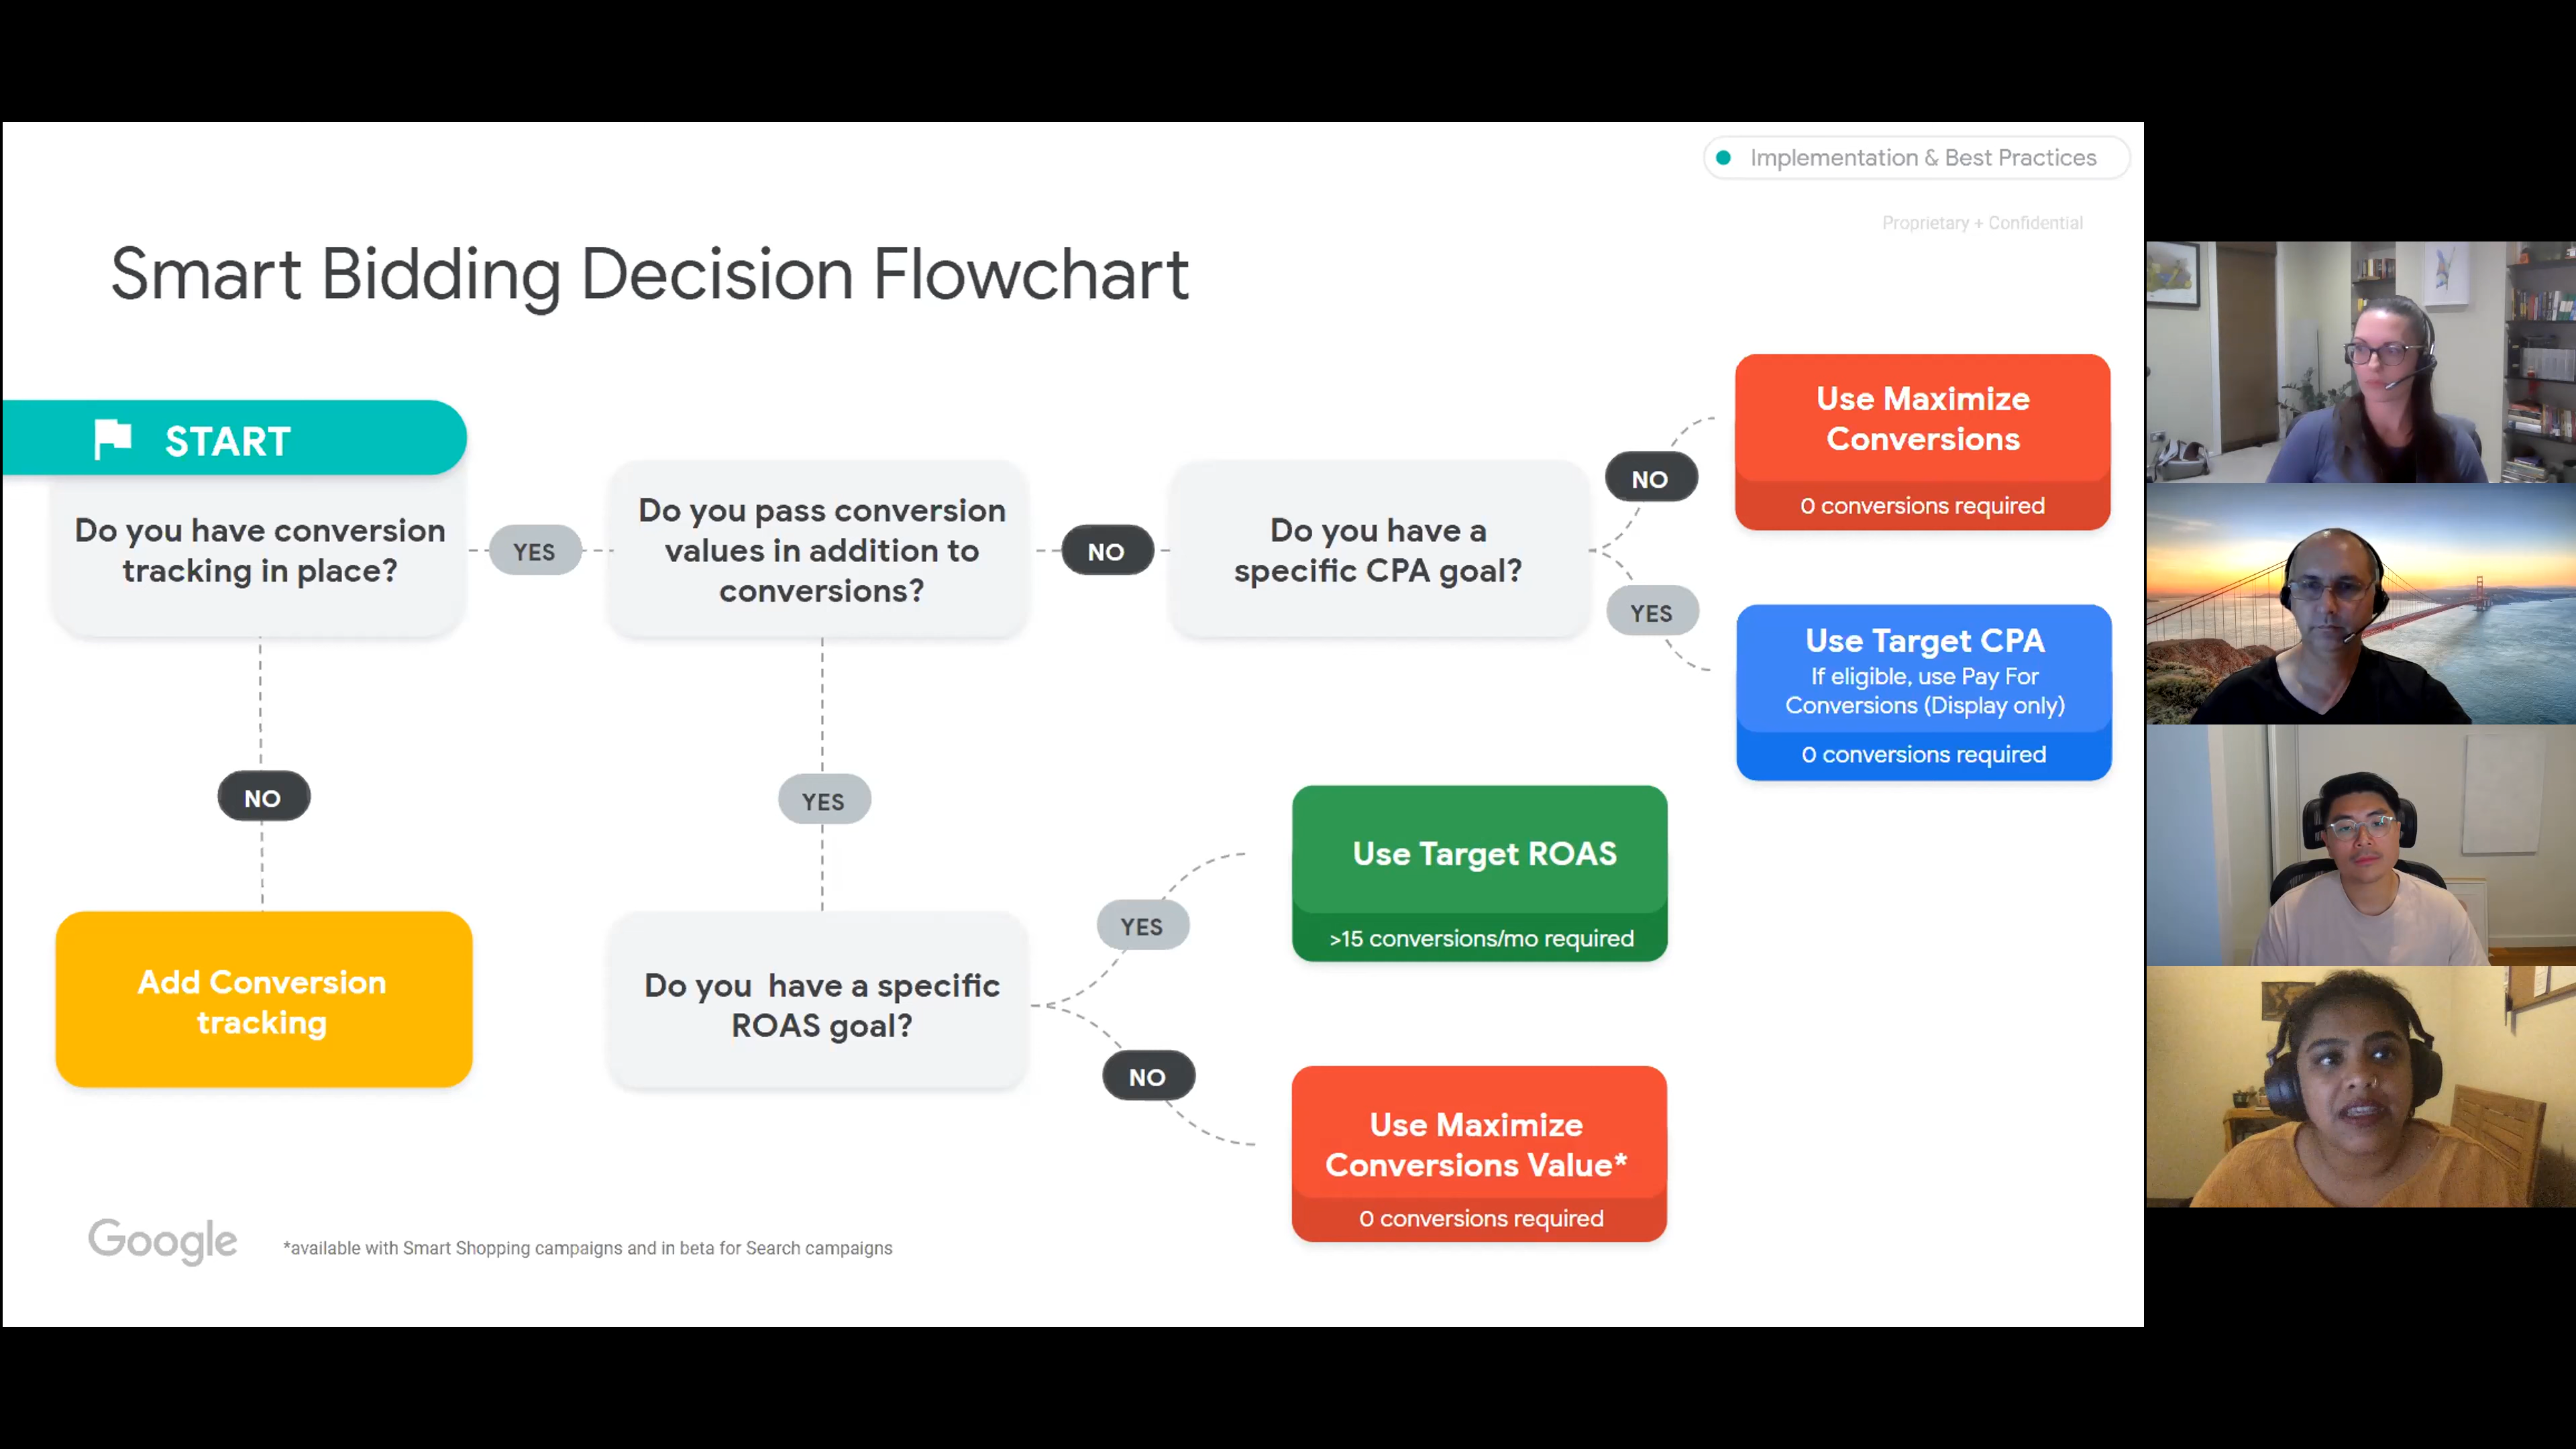 Implementation & Best Practices
Proprietary + Confidential
Smart Bidding Decision Flowchart
START
Do you have conversion
tracking in place?
YES
Do you pass conversion
values in addition to
conversions?
NO
Do you have a
specific CPA goal?
NO
Use Maximize
Conversions
0 conversions required
YES
Use Target CPA
If eligible, use Pay For
Conversions (Display only)
0 conversions required
NO
Add Conversion
tracking
YES
Do you  have a specific
ROAS goal?
YES
Use Target ROAS
>15 conversions/mo required
NO
Use Maximize
Conversions Value*
0 conversions required
Google
*available with Smart Shopping campaigns and in beta for Search campaigns